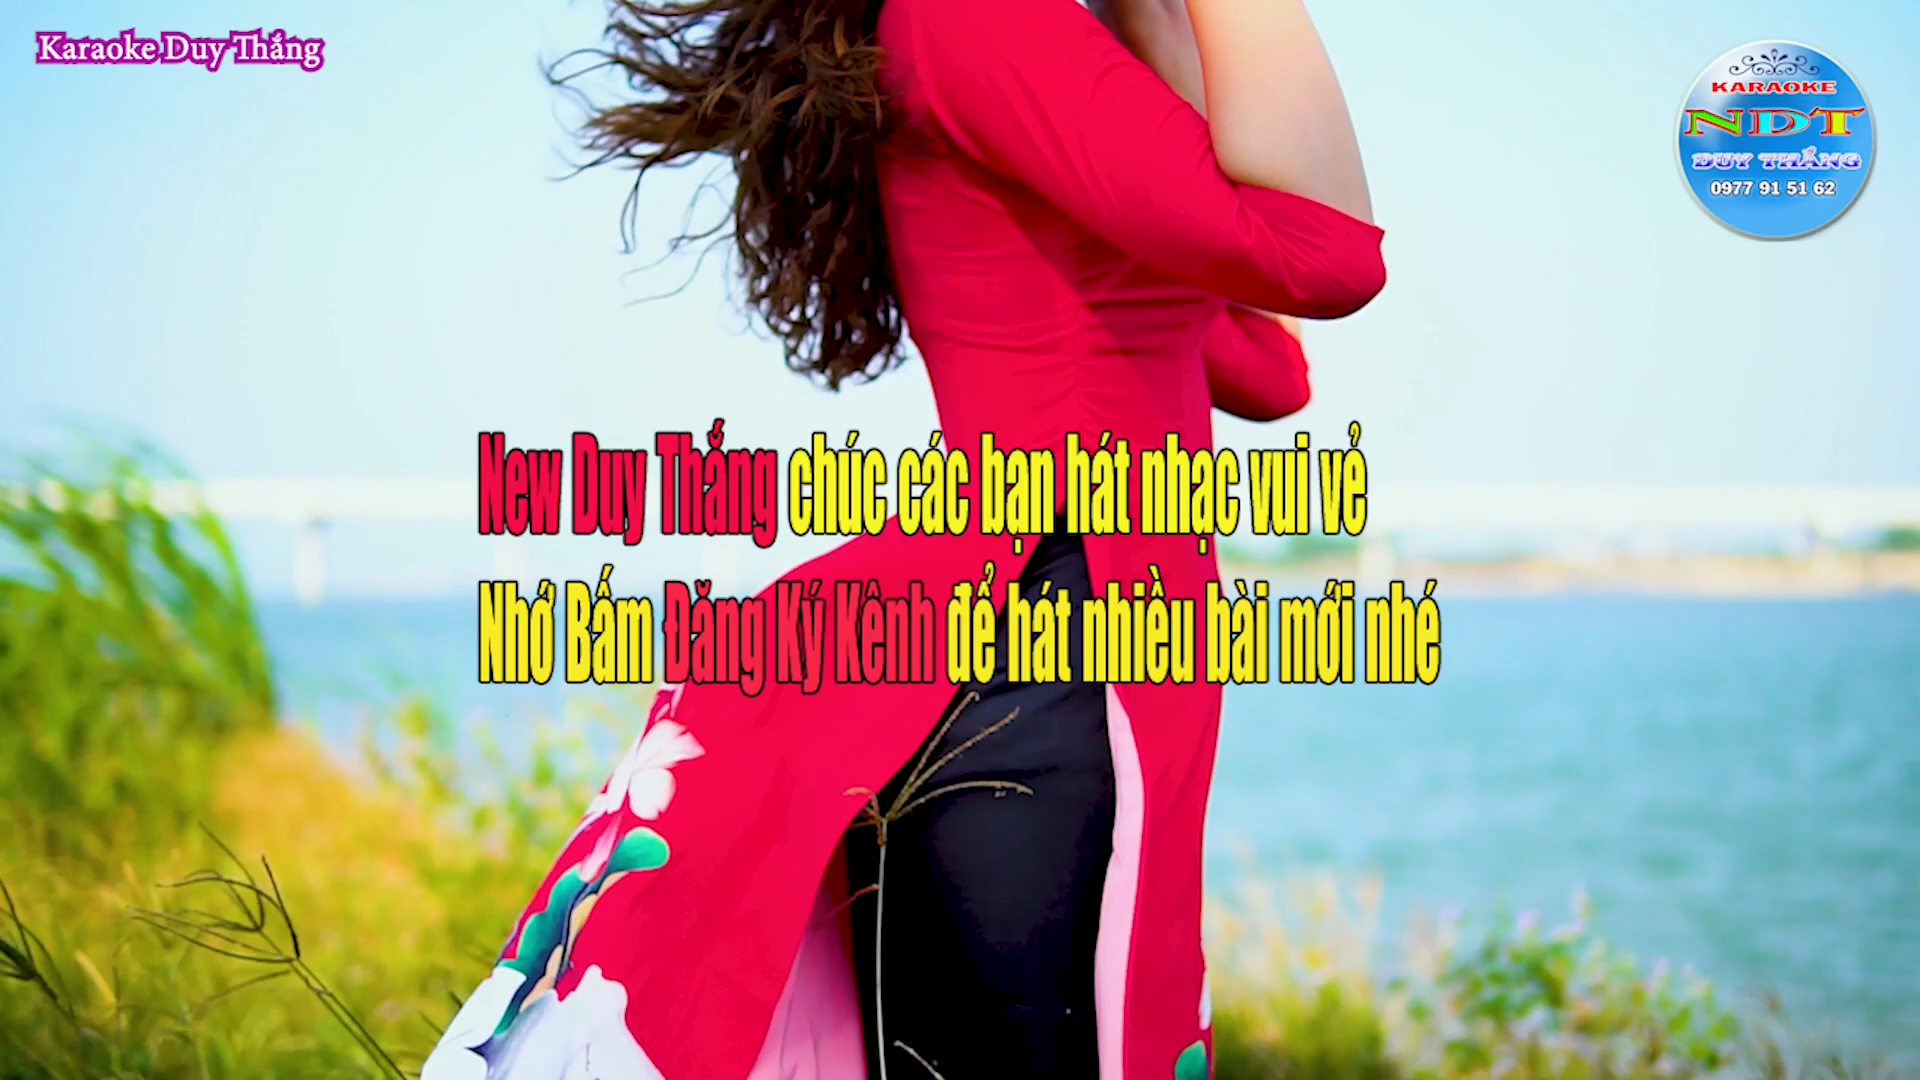 Karaoke Duy Thắng
KARAOKE
NDT
DUY THẮNG
0977 91 51 62
New Duy Thắng chúc các bạn hát nhạc vui vẻ
Nhớ Bấm Đăng Ký Kênh để hát nhiều bài mới nhé